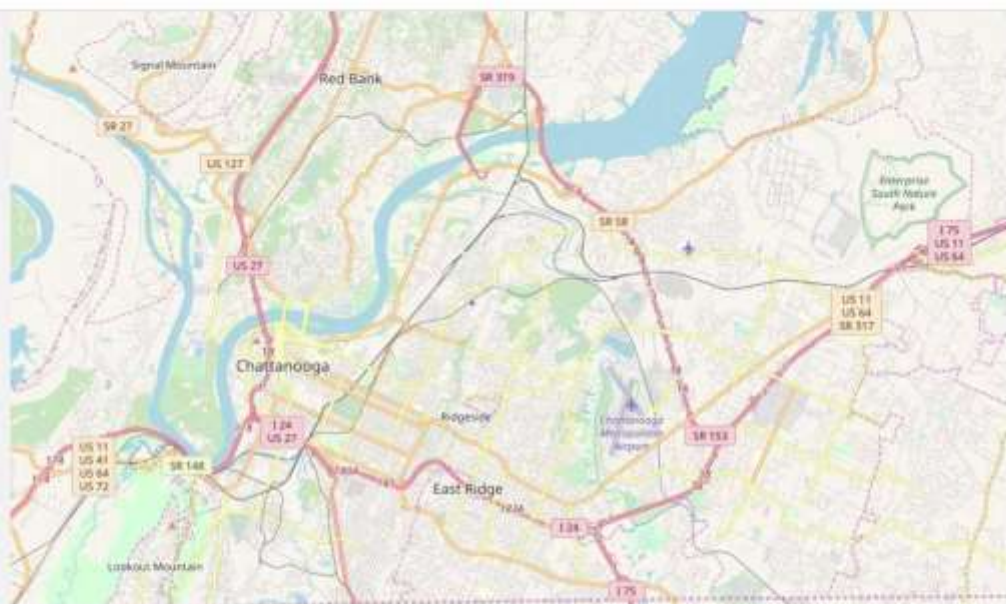 Signal Mountain
Red Bank
SR 319
SR 27
US 127
Enterprise
South Nature
Park
SR 58
I 75
US 11
US 64
US 27
US 11
US 64
SR 317
Chattanooga
Ridgeside
Chattanooga
Metropolitan
Airport
I 24
US 27
SR 153
US 11
US 41
US 64
US 72
SR 148
East Ridge
I 24
Lookout Mountain
I 75